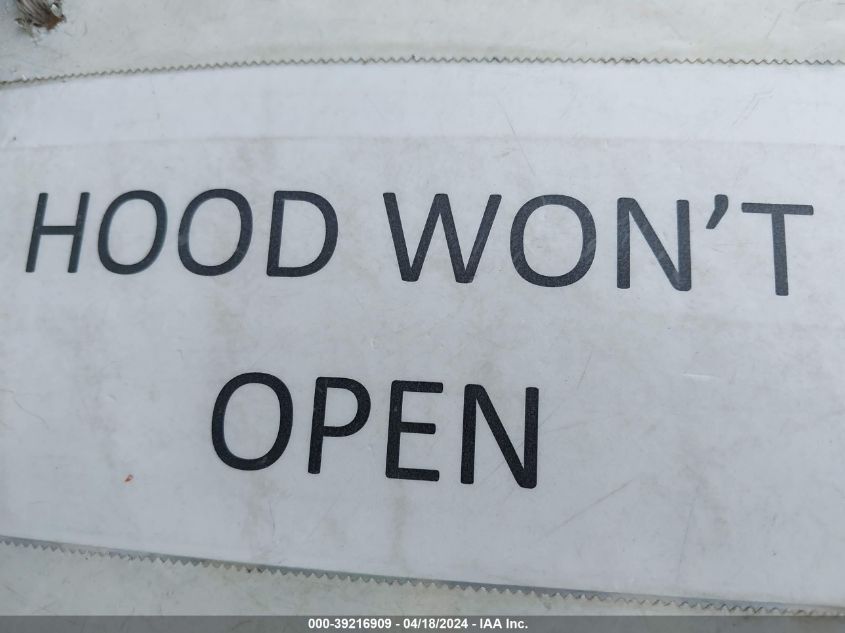 HOOD WON'T
OPEN
000-39216909 - 04/18/2024 - IAA Inc.